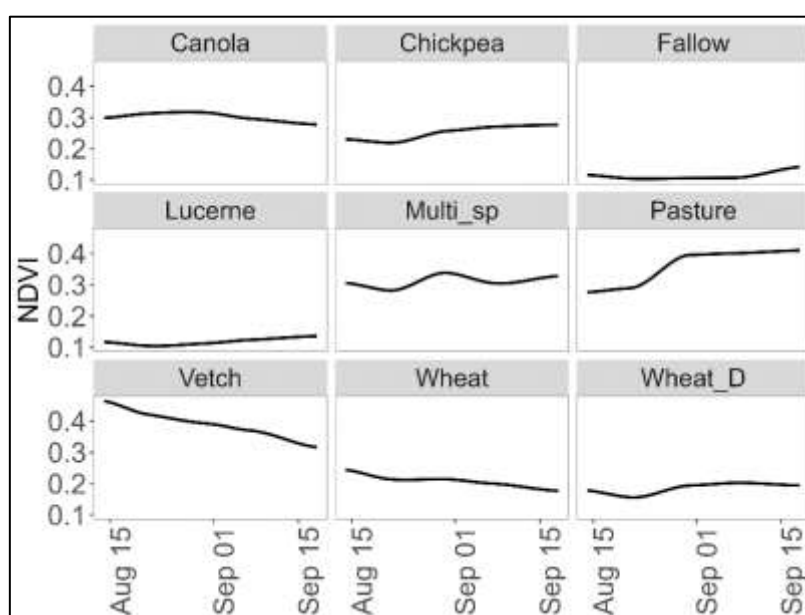 Canola Chickpea Fallow
0.4
0.3
0.2
0.1
Lucerne Multi_sp Pasture
NDVI
0.4
0.3
0.2
0.1
Vetch Wheat Wheat_D
0.4
0.3
0.2
0.1
Aug 15 Sep 01 Sep 15 Aug 15 Sep 01 Sep 15 Aug 15 Sep 01 Sep 15